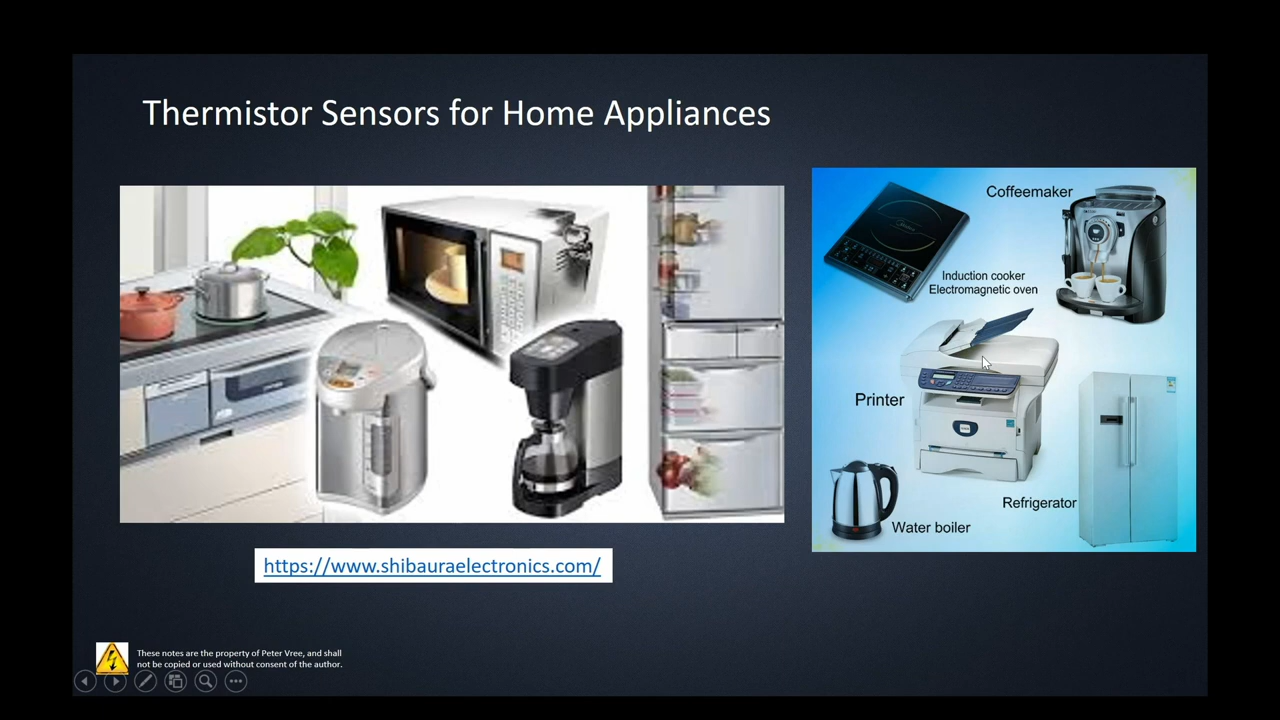 Thermistor Sensors for Home Appliances
Coffeemaker
Induction cooker
Electromagnetic oven
Printer
Refrigerator
Water boiler
https://www.shibauraelectronics.com/
These notes are the property of Peter Vree, and shall
not be copied or used without consent of the author.